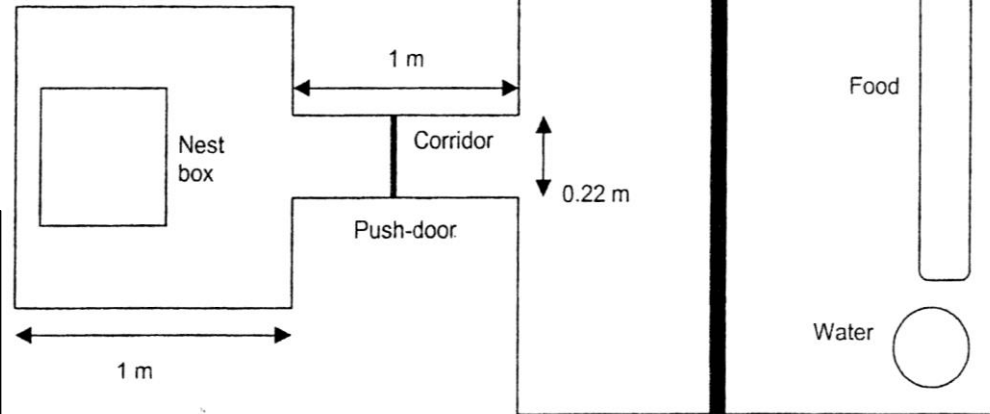 1 m
Food
Corridor
Nest
box
0.22 m
Push-door
Water
1 m